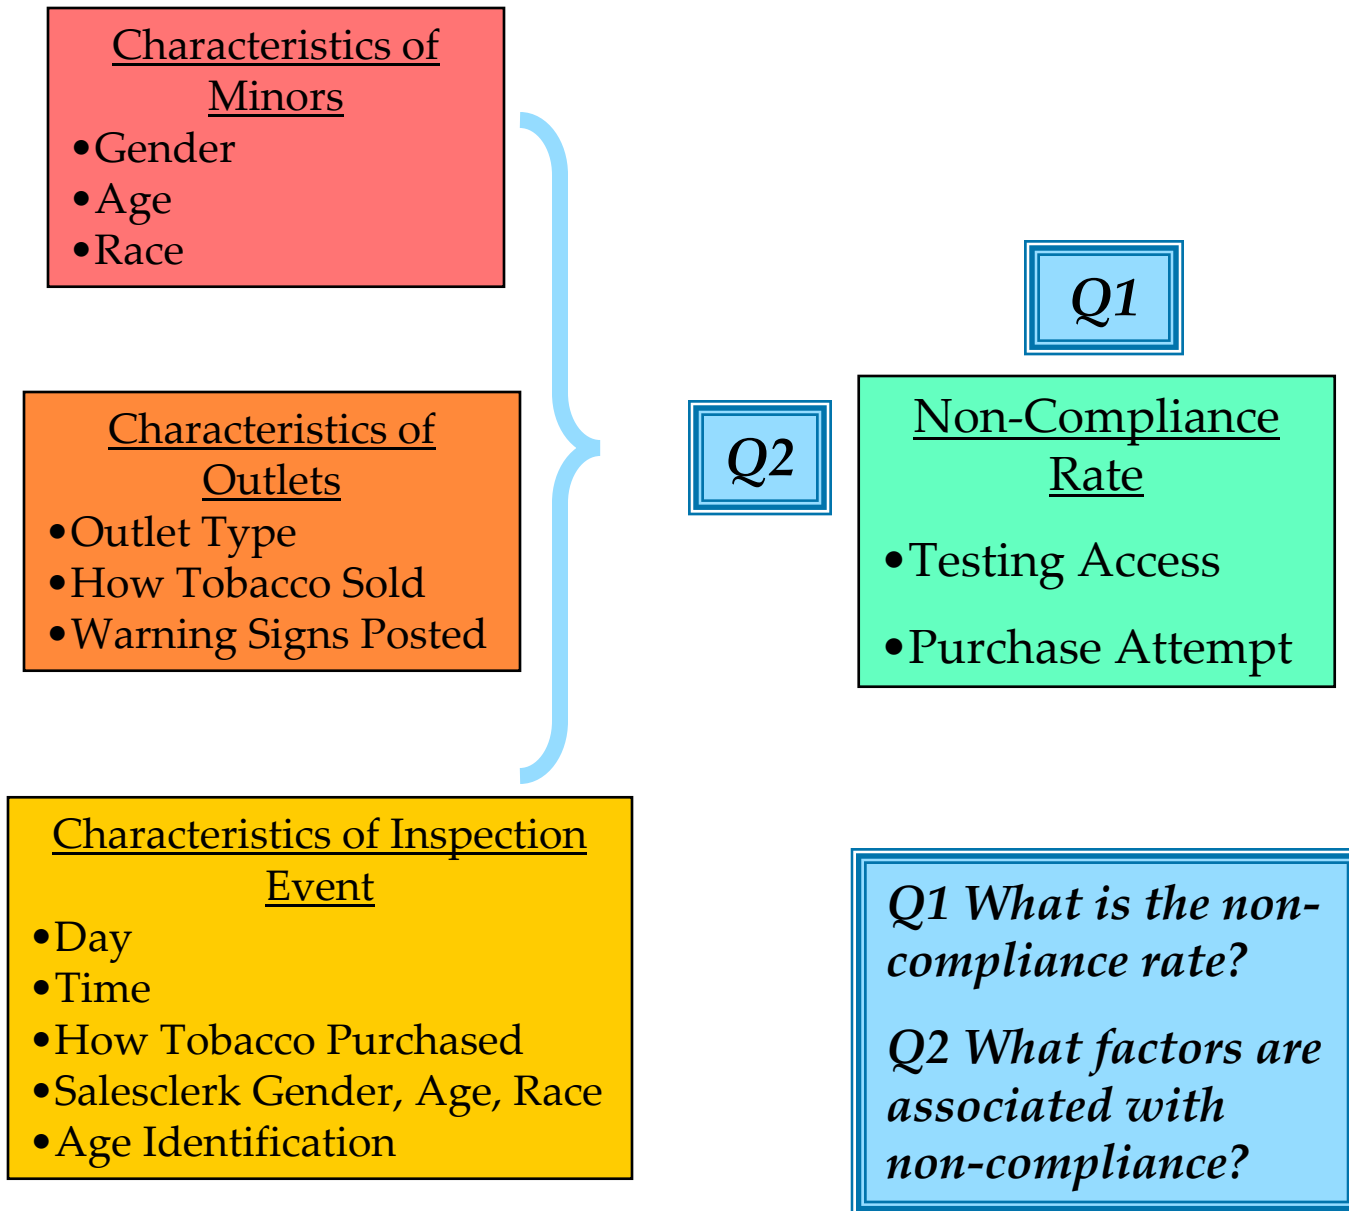 Characteristics of
Minors
•Gender
•Age
•Race
Characteristics of
Outlets
•Outlet Type
•How Tobacco Sold
•Warning Signs Posted
Characteristics of Inspection
Event
•Day
•Time
•How Tobacco Purchased
•Salesclerk Gender, Age, Race
•Age Identification
Q2
Q1
Non-Compliance
Rate
•Testing Access
•Purchase Attempt
Q1 What is the non-
compliance rate?
Q2 What factors are
associated with
non-compliance?